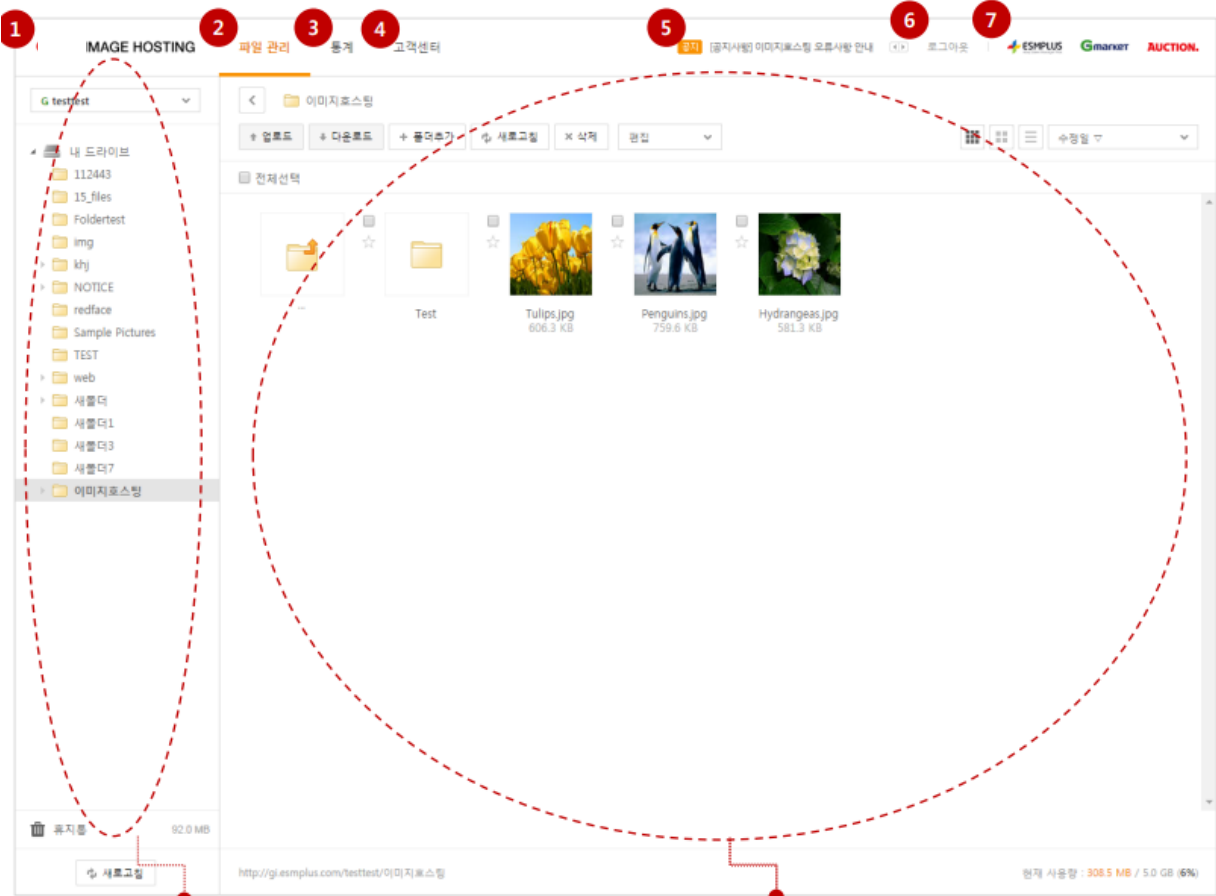 1
2
3
4
5
6
7
IMAGE HOSTING
파일 관리
통계
고객센터
공지 [공지사항] 이미지호스팅 오류사항 안내
로그아웃
ESMPLUS
Gmarket
AUCTION.
G testtest
이미지호스팅
업로드
다운로드
+ 폴더추가
새로고침
× 삭제
편집
수정일 ▽
내 드라이브
전체선택
112443
15_files
Foldertest
img
khj
NOTICE
redface
Sample Pictures
TEST
web
새폴더
새폴더1
새폴더3
새폴더7
이미지호스팅
...
Test
Tulips.jpg
606.3 KB
Penguins.jpg
759.6 KB
Hydrangeas.jpg
581.3 KB
휴지통
92.0 MB
새로고침
http://gi.esmplus.com/testtest/이미지호스팅
현재 사용량 : 308.5 MB / 5.0 GB (6%)